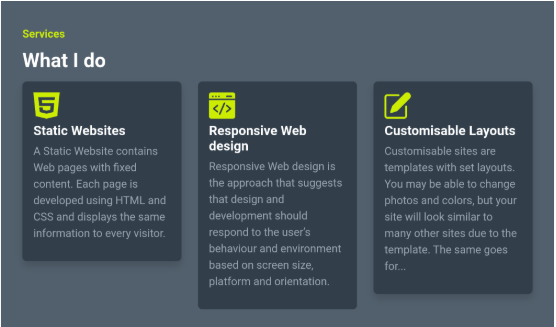 Services
What I do
5
Static Websites
A Static Website contains
Web pages with fixed
content. Each page is
developed using HTML and
CSS and displays the same
information to every visitor.
</>
Responsive Web
design
Responsive Web design is
the approach that suggests
that design and
development should
respond to the user's
behaviour and environment
based on screen size,
platform and orientation.
Customisable Layouts
Customisable sites are
templates with set layouts.
You may be able to change
photos and colors, but your
site will look similar to
many other sites due to the
template. The same goes
for...